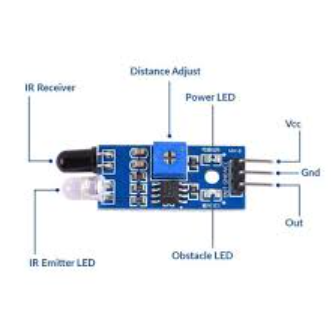 Distance Adjust
IR Receiver
Power LED
Vcc
Gnd
Out
IR Emitter LED
Obstacle LED